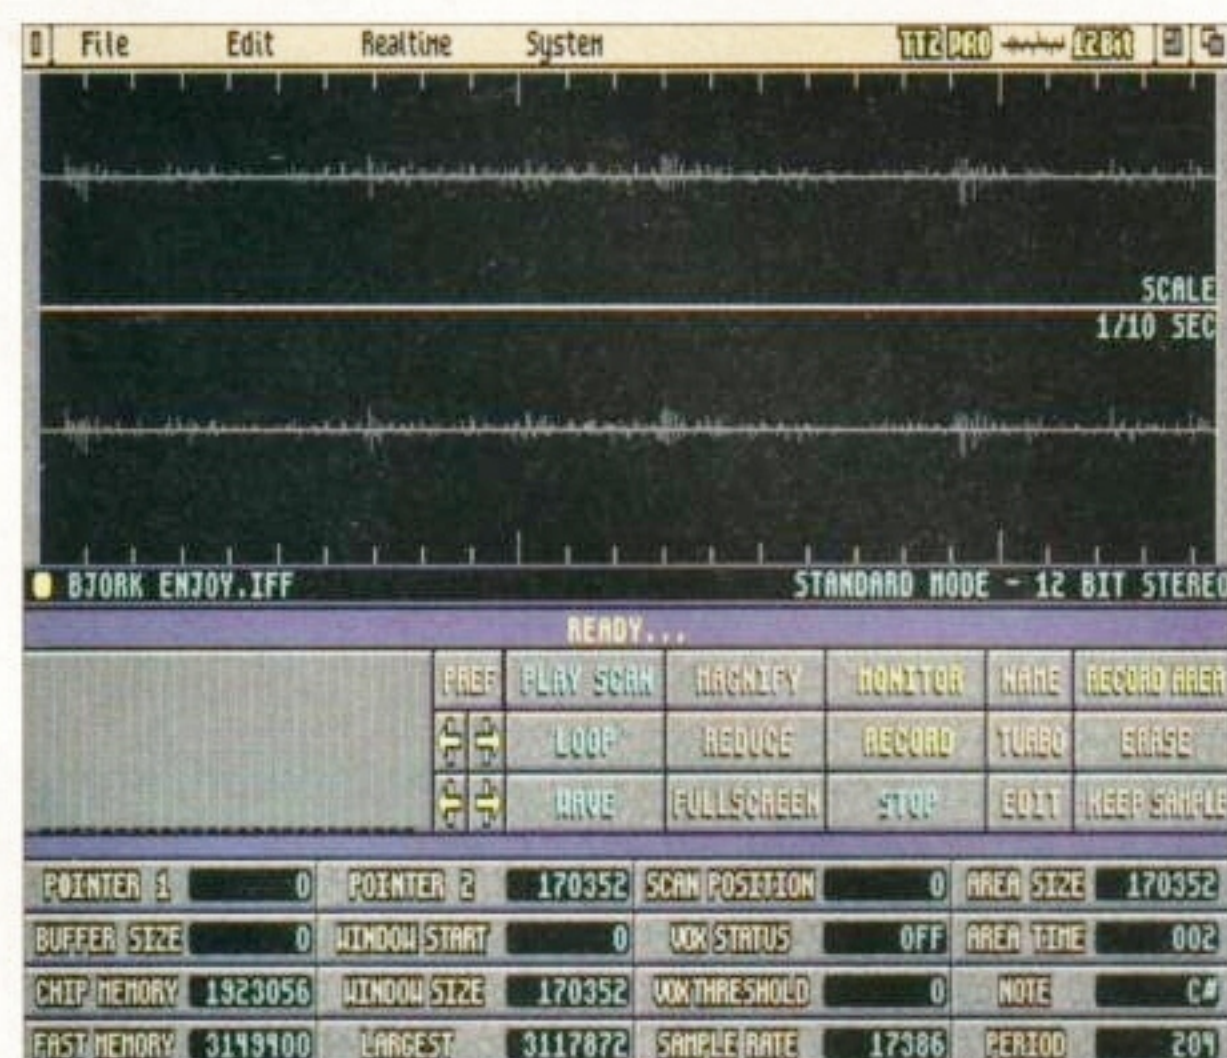 File Edit Realtime System TT2 PRO 12Bit
SCALE
1/10 SEC
BJORK ENJOY.IFF STANDARD MODE - 12 BIT STEREO
READY...
PREF PLAY SCAN MAGNIFY MONITOR NAME RECORD AREA
LOOP REDUCE RECORD TURBO ERASE
WAVE FULLSCREEN STOP EDIT KEEP SAMPLE
POINTER 1 0 POINTER 2 170352 SCAN POSITION 0 AREA SIZE 170352
BUFFER SIZE 0 WINDOW START 0 VOX STATUS OFF AREA TIME 002
CHIP MEMORY 1923056 WINDOW SIZE 170352 VOX THRESHOLD 0 NOTE C#
FAST MEMORY 3149400 LARGEST 3117872 SAMPLE RATE 17386 PERIOD 204